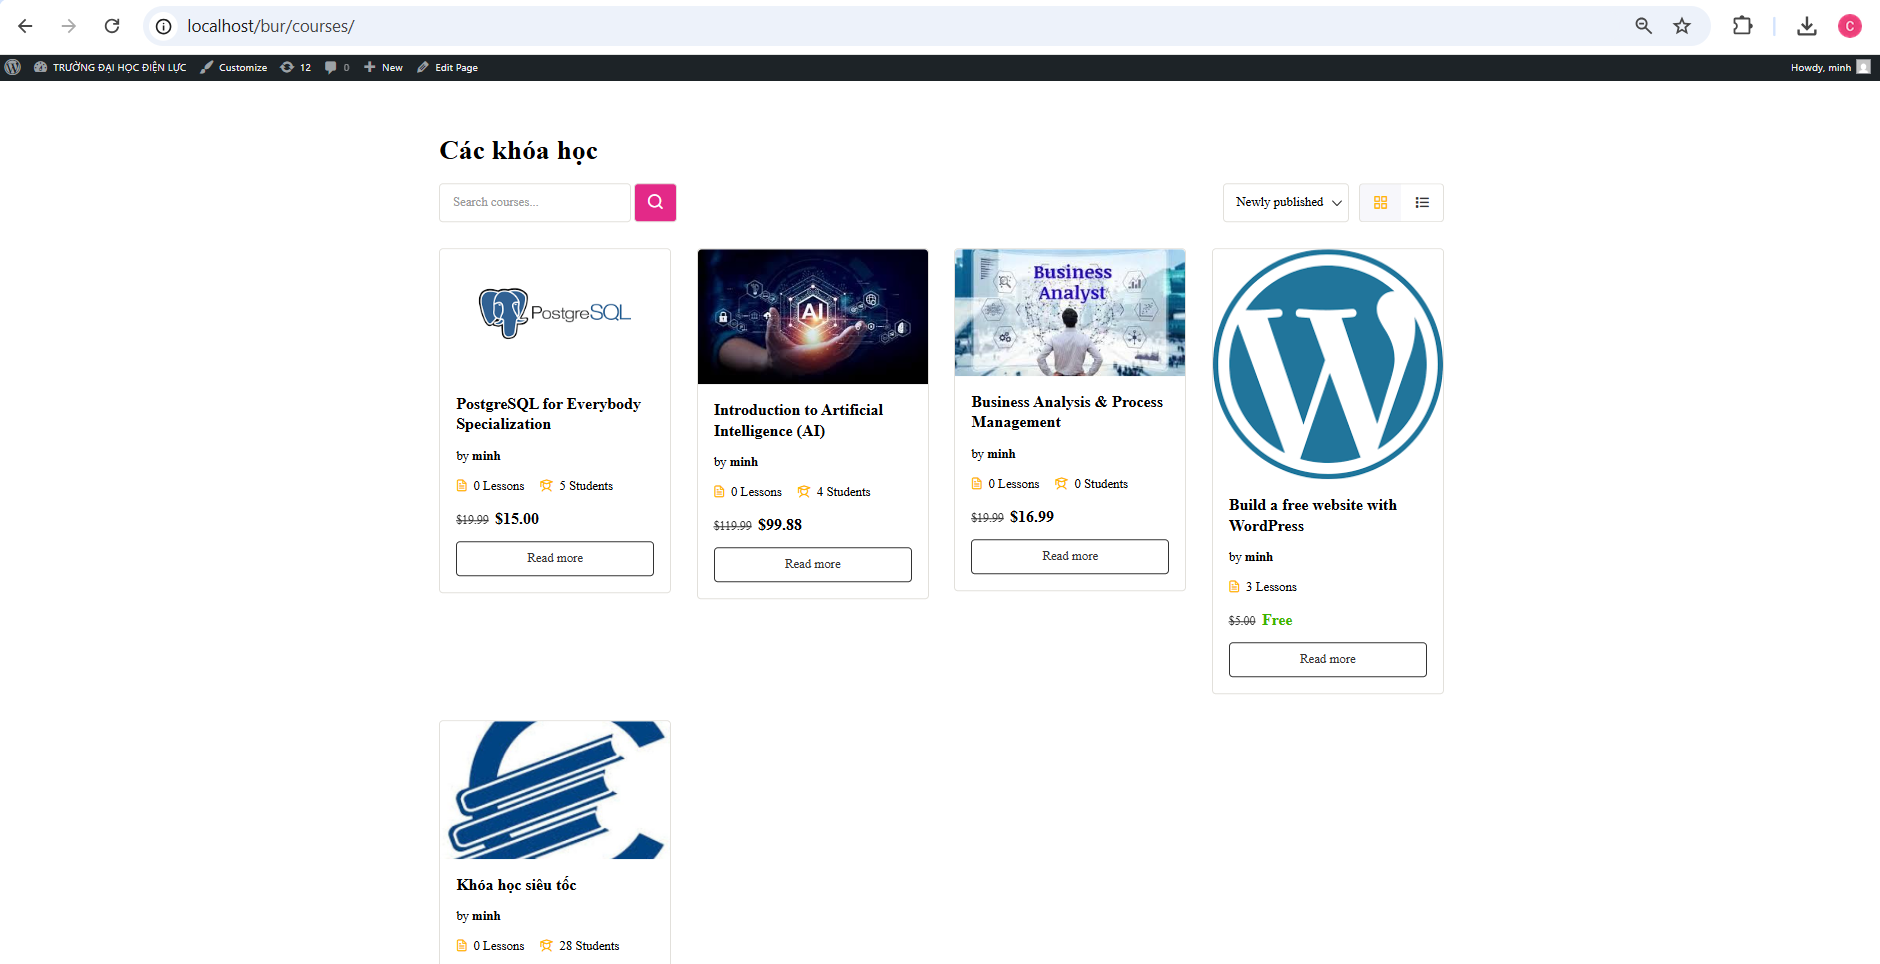 localhost/bur/courses/
C
TRƯỜNG ĐẠI HỌC ĐIỆN LỰC
Customize
12
0
New
Edit Page
Howdy, minh
Các khóa học
Search courses...
Newly published
PostgreSQL
PostgreSQL for Everybody
Specialization
by minh
0 Lessons
5 Students
$19.99 $15.00
Read more
AI
Introduction to Artificial
Intelligence (AI)
by minh
0 Lessons
4 Students
$119.99 $99.88
Read more
Business
Analyst
Business Analysis & Process
Management
by minh
0 Lessons
0 Students
$19.99 $16.99
Read more
Build a free website with
WordPress
by minh
3 Lessons
$5.00 Free
Read more
Khóa học siêu tốc
by minh
0 Lessons
28 Students